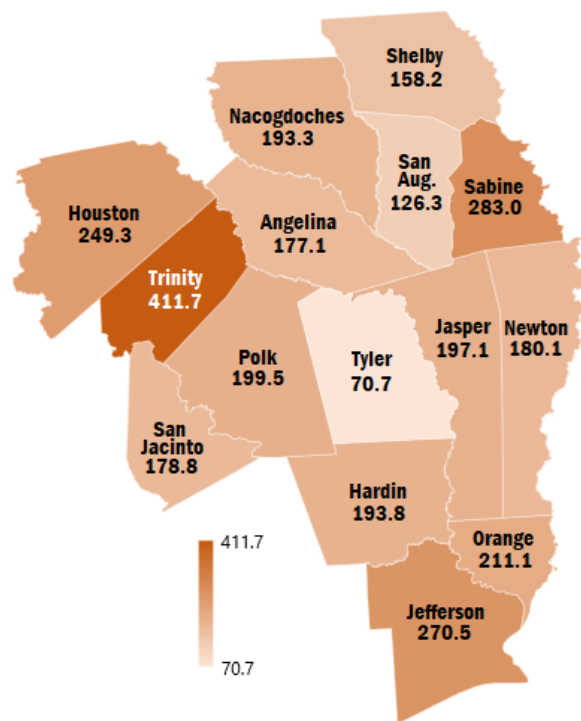 Shelby
158.2
Nacogdoches
193.3
San
Aug.
126.3
Sabine
283.0
Houston
249.3
Angelina
177.1
Trinity
411.7
Jasper
197.1
Newton
180.1
Polk
199.5
Tyler
70.7
San
Jacinto
178.8
Hardin
193.8
Orange
211.1
411.7
70.7
Jefferson
270.5